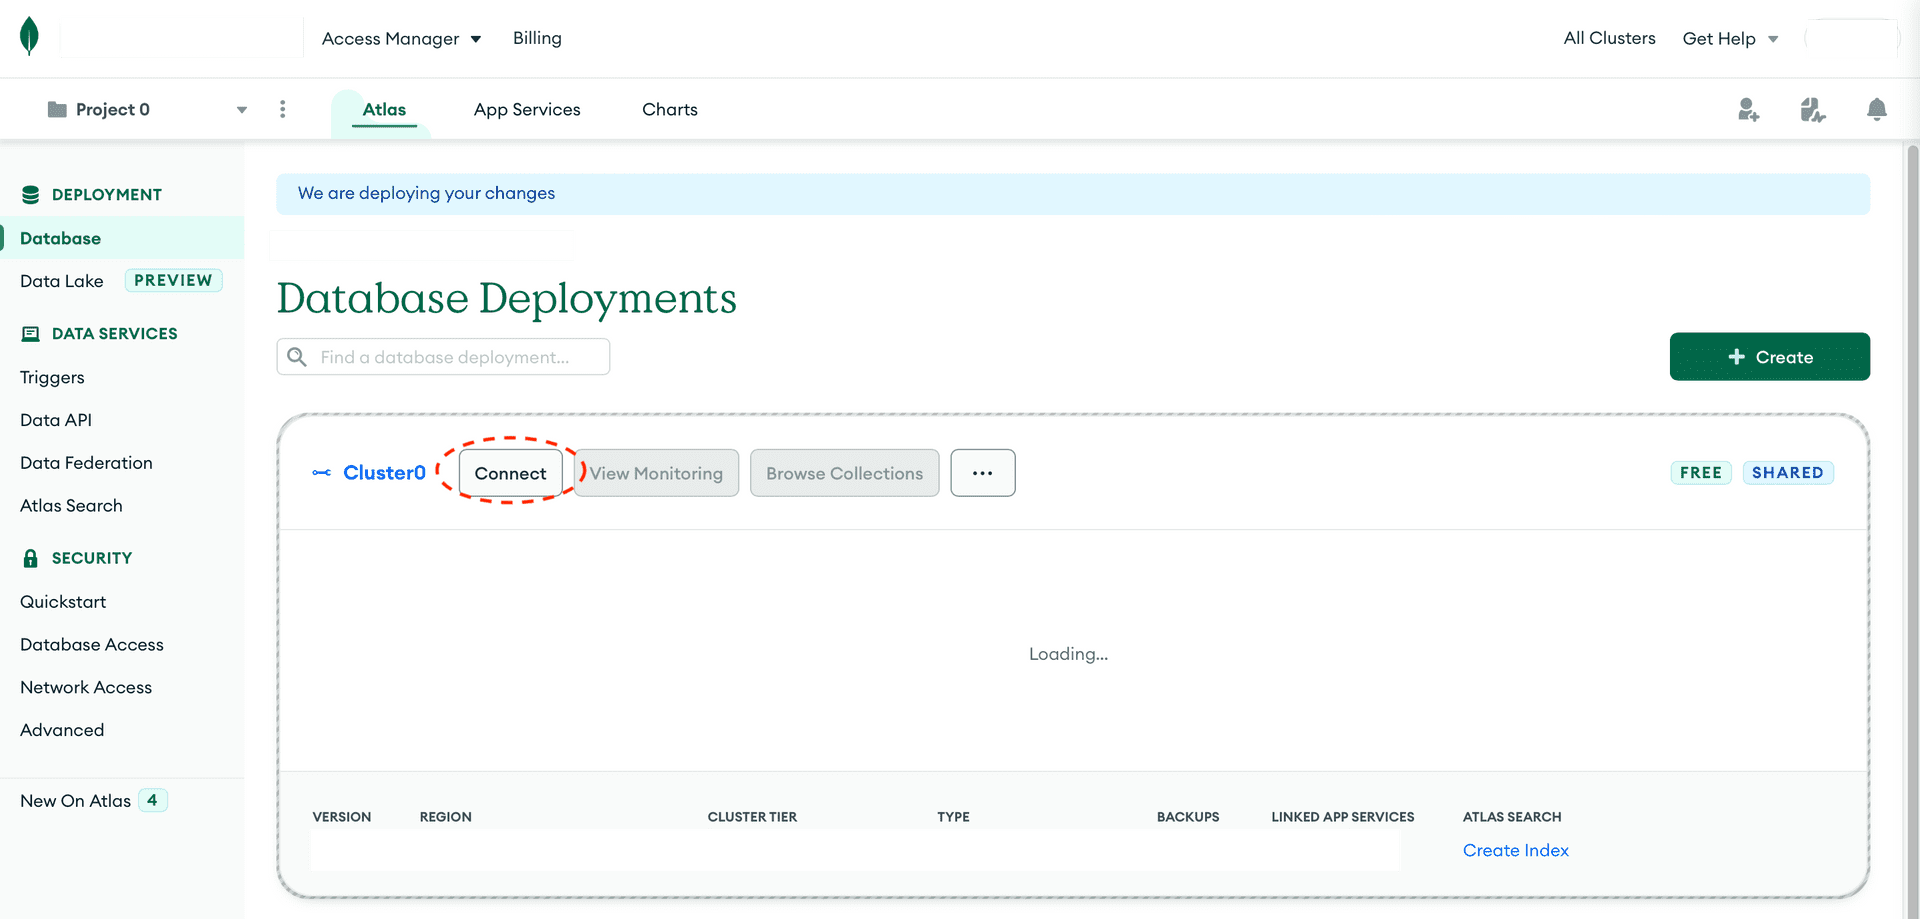 Access Manager Billing All Clusters Get Help
Project 0 Atlas App Services Charts
DEPLOYMENT
Database
Data Lake PREVIEW
DATA SERVICES
Triggers
Data API
Data Federation
Atlas Search
SECURITY
Quickstart
Database Access
Network Access
Advanced
New On Atlas 4
We are deploying your changes
Database Deployments
Find a database deployment...
+ Create
Cluster0 Connect View Monitoring Browse Collections ... FREE SHARED
Loading...
VERSION REGION CLUSTER TIER TYPE BACKUPS LINKED APP SERVICES ATLAS SEARCH
Create Index